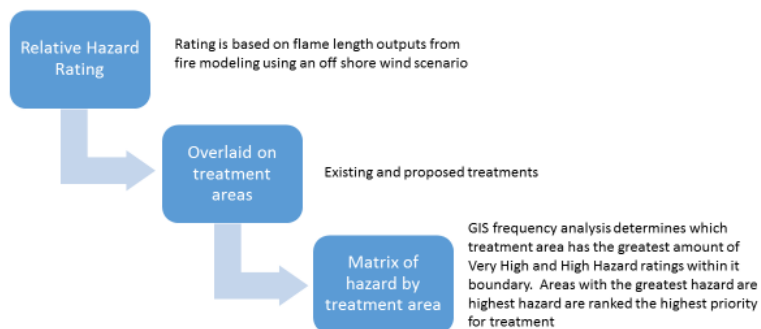 Relative Hazard
Rating
Rating is based on flame length outputs from
fire modeling using an off shore wind scenario
Overlaid on
treatment
areas
Existing and proposed treatments
Matrix of
hazard by
treatment area
GIS frequency analysis determines which
treatment area has the greatest amount of
Very High and High Hazard ratings within it
boundary.  Areas with the greatest hazard are
highest hazard are ranked the highest priority
for treatment